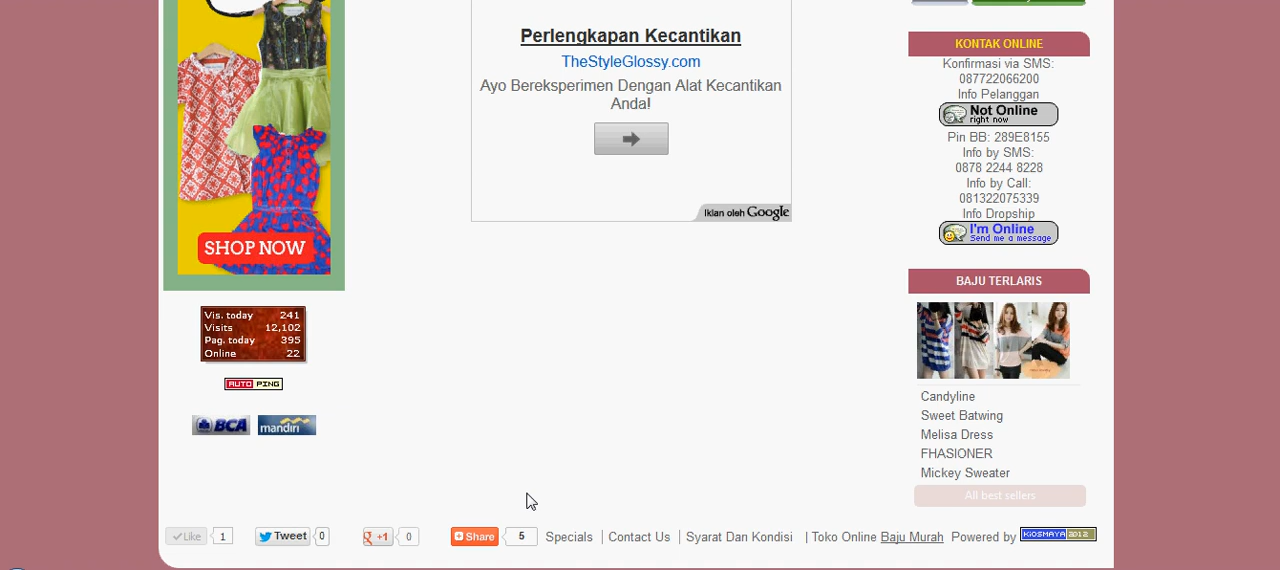 SHOP NOW
Vis. today 241
Visits 12,102
Pag. today 395
Online 22
AUTO PING
BCA
mandiri
Perlengkapan Kecantikan
TheStyleGlossy.com
Ayo Bereksperimen Dengan Alat Kecantikan
Anda!
Iklan oleh Google
KONTAK ONLINE
Konfirmasi via SMS:
087722066200
Info Pelanggan
Not Online
right now
Pin BB: 289E8155
Info by SMS:
0878 2244 8228
Info by Call:
081322075339
Info Dropship
I'm Online
Send me a message
BAJU TERLARIS
Candyline
Sweet Batwing
Melisa Dress
FHASIONER
Mickey Sweater
All best sellers
Like 1 Tweet 0 g +1 0 Share 5 Specials | Contact Us | Syarat Dan Kondisi | Toko Online Baju Murah Powered by KIOSMAYA 2012